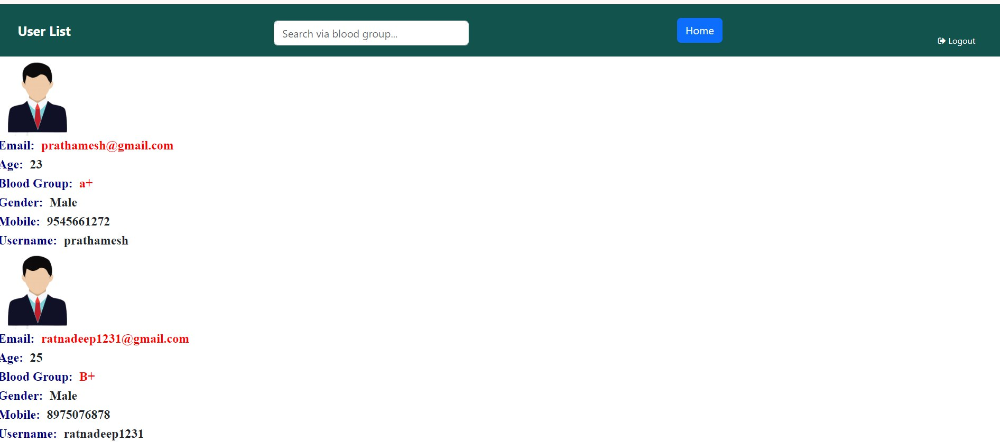 User List
Search via blood group...
Home
Logout
Email: prathamesh@gmail.com
Age: 23
Blood Group: a+
Gender: Male
Mobile: 9545661272
Username: prathamesh
Email: ratnadeep1231@gmail.com
Age: 25
Blood Group: B+
Gender: Male
Mobile: 8975076878
Username: ratnadeep1231